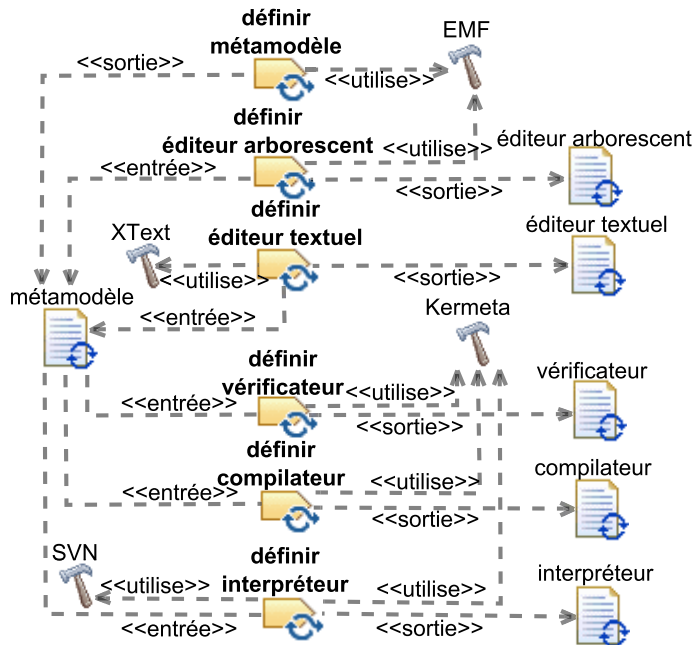 définir
métamodèle
EMF
<<sortie>>
<<utilise>>
définir
éditeur arborescent
<<utilise>>
éditeur arborescent
<<entrée>>
<<sortie>>
définir
éditeur textuel
éditeur textuel
XText
<<utilise>>
<<sortie>>
métamodèle
<<entrée>>
Kermeta
définir
vérificateur
vérificateur
<<utilise>>
<<entrée>>
<<sortie>>
définir
compilateur
compilateur
<<utilise>>
<<entrée>>
<<sortie>>
SVN
définir
interpréteur
interpréteur
<<utilise>>
<<utilise>>
<<entrée>>
<<sortie>>